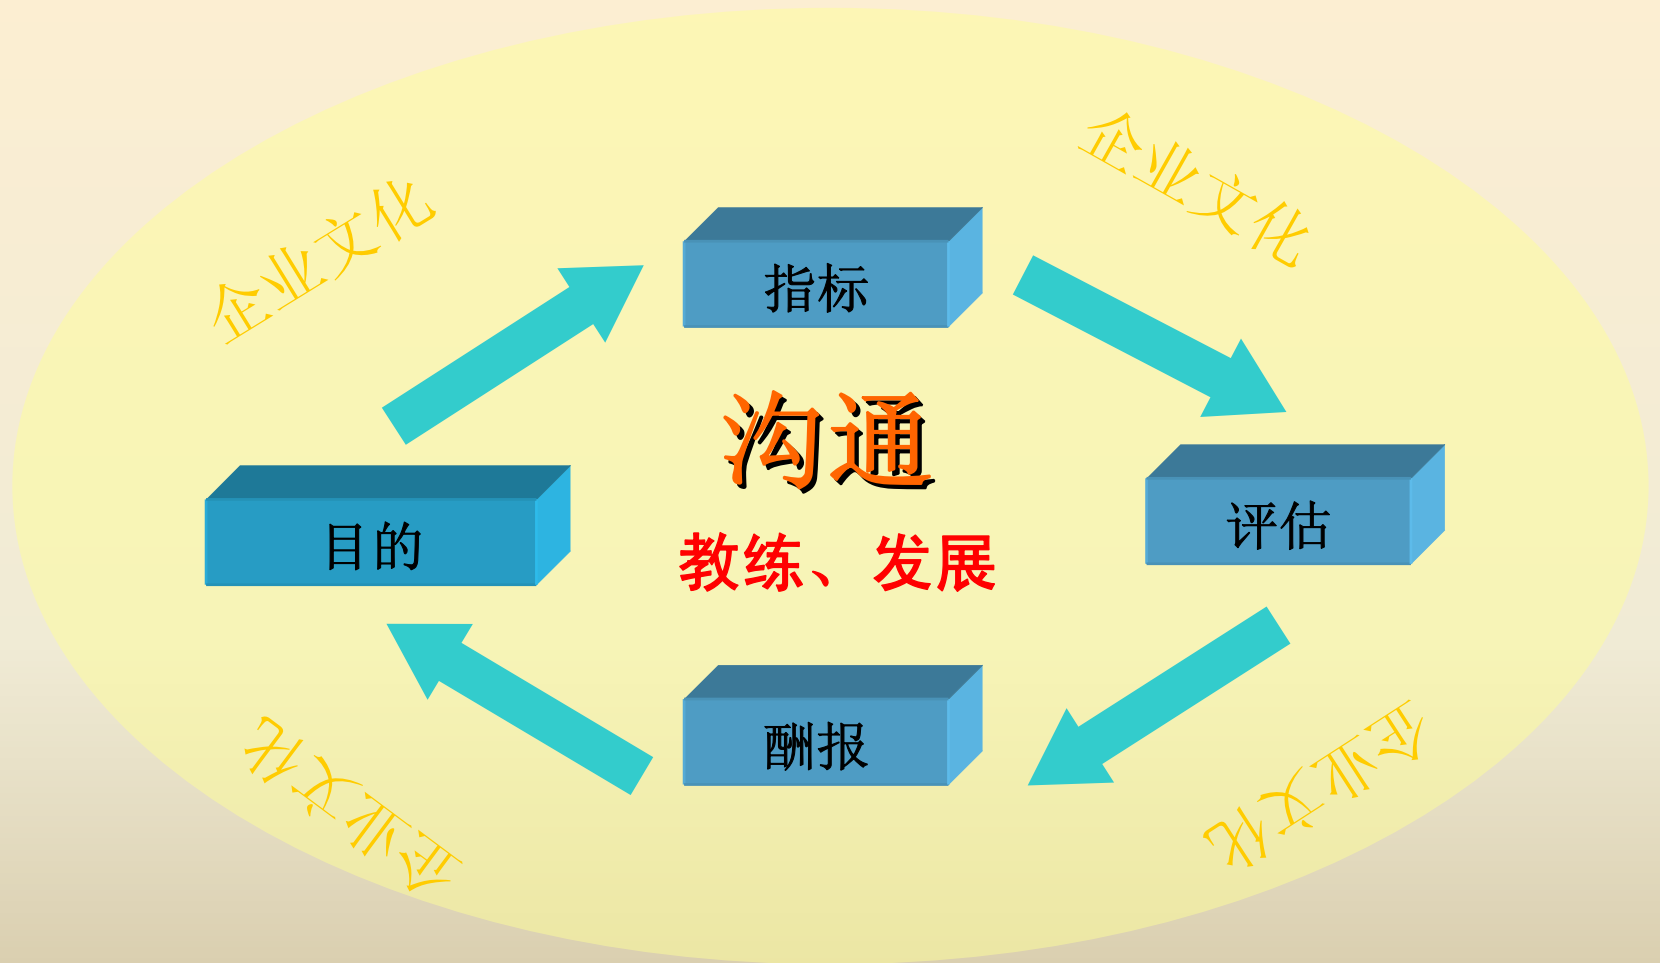 企业文化
企业文化
指标
沟通
目的
评估
教练、发展
酬报
企业文化
企业文化